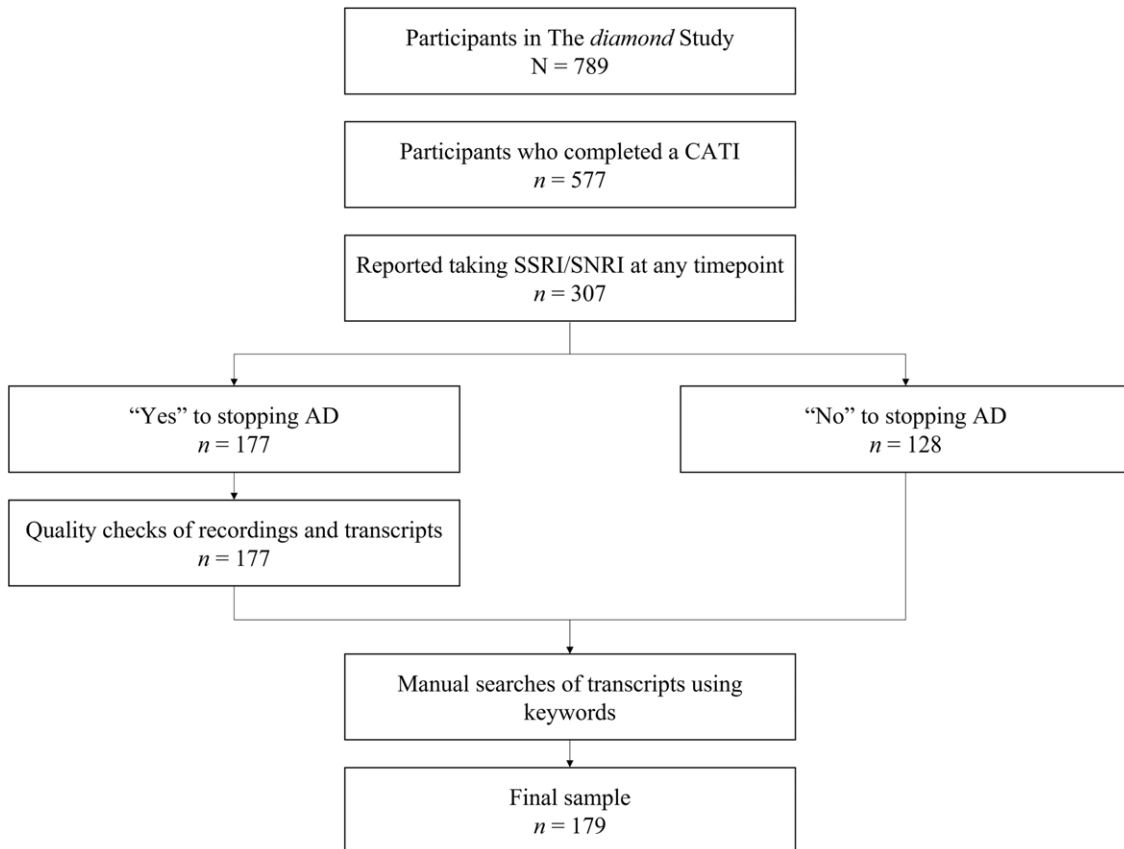 Participants in The diamond Study
N = 789
Participants who completed a CATI
n = 577
Reported taking SSRI/SNRI at any timepoint
n = 307
“Yes” to stopping AD
n = 177
“No” to stopping AD
n = 128
Quality checks of recordings and transcripts
n = 177
Manual searches of transcripts using
keywords
Final sample
n = 179